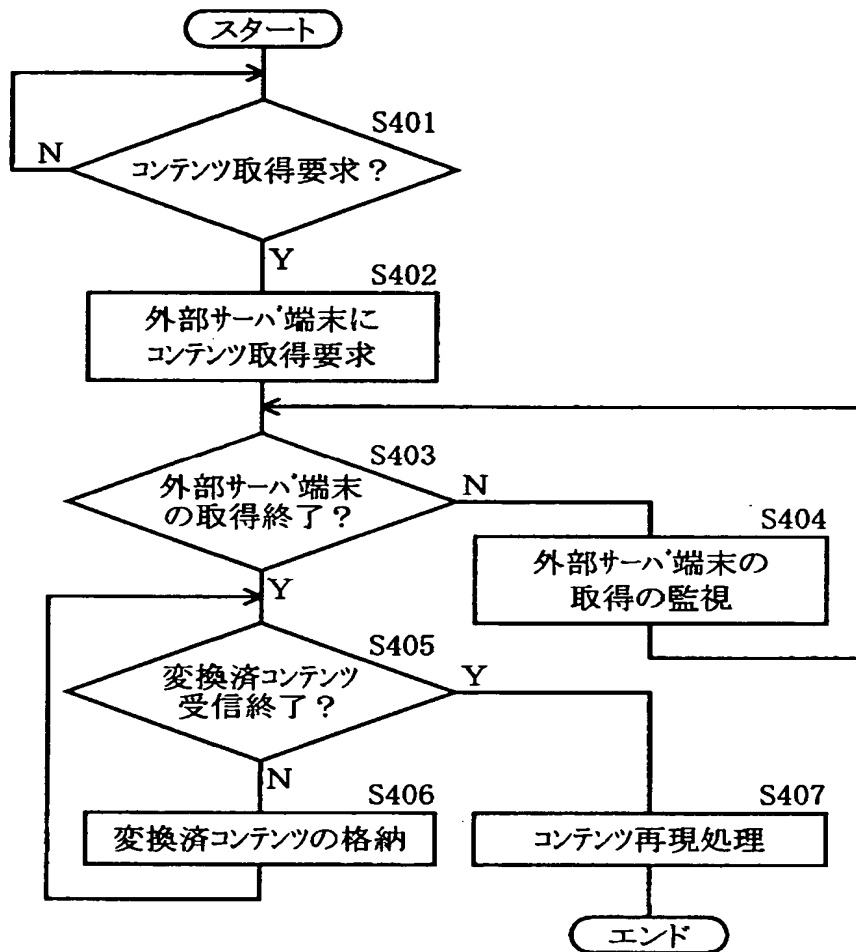 スタート
S401
N
コンテンツ取得要求?
Y
S402
外部サーバ端末に
コンテンツ取得要求
S403
外部サーバ端末
の取得終了?
N
S404
外部サーバ端末の
取得の監視
Y
S405
変換済コンテンツ
受信終了?
Y
N
S406
変換済コンテンツの格納
S407
コンテンツ再現処理
エンド